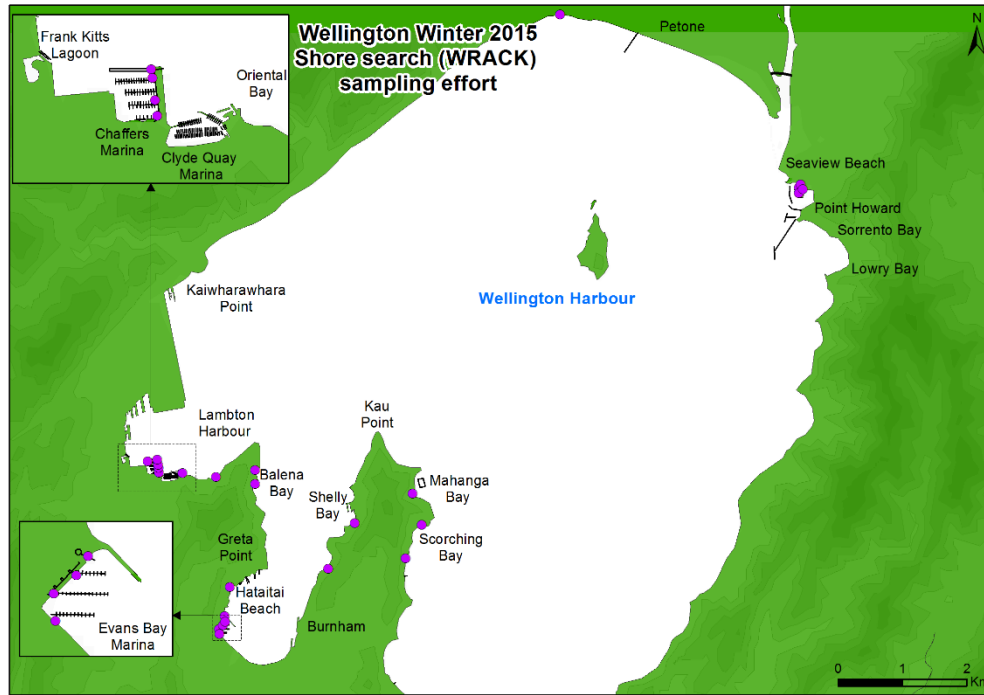 Wellington Winter 2015
Shore search (WRACK)
sampling effort
Frank Kitts
Lagoon
Oriental
Bay
Chaffers
Marina
Clyde Quay
Marina
Petone
N
Seaview Beach
Point Howard
Sorrento Bay
Lowry Bay
Wellington Harbour
Kaiwharawhara
Point
Lambton
Harbour
Kau
Point
Balena
Bay
Shelly
Bay
Mahanga
Bay
Scorching
Bay
Greta
Point
Hataitai
Beach
Burnham
Evans Bay
Marina
0 1 2
Km